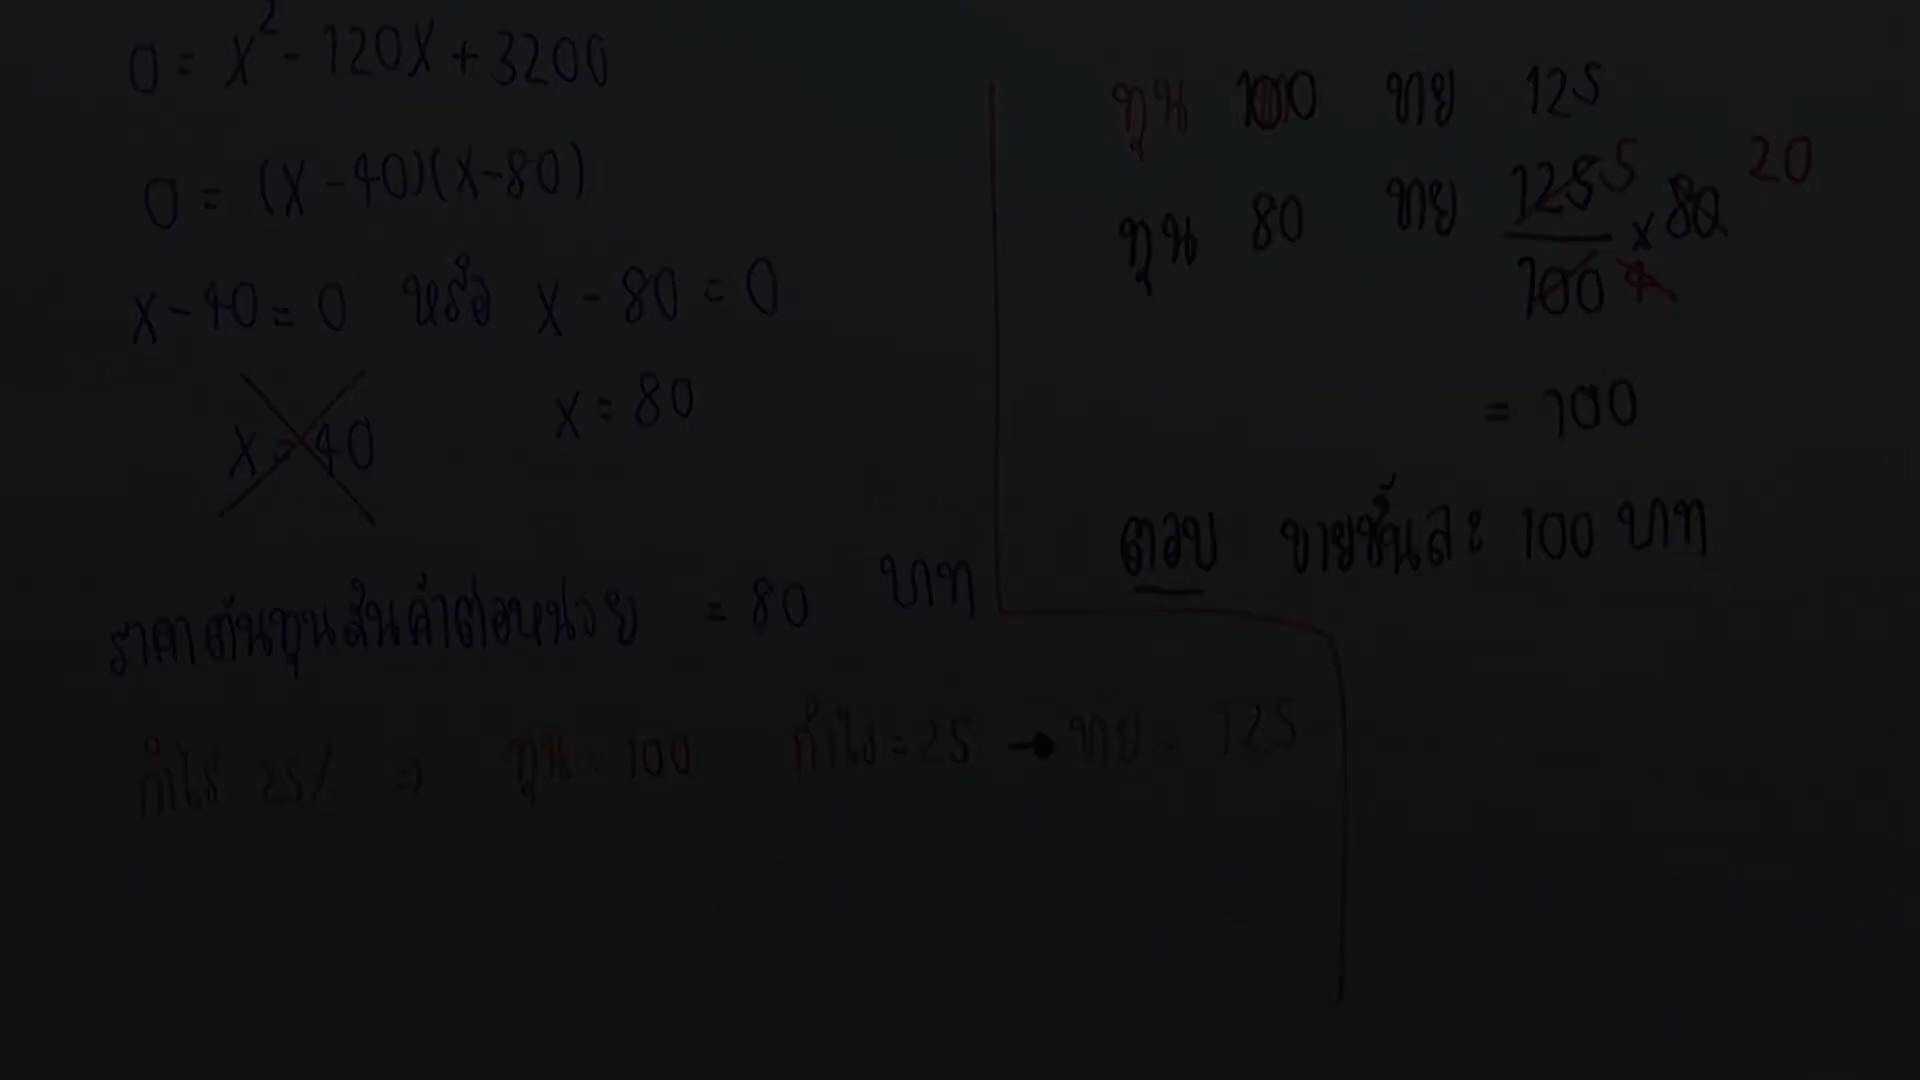 0 = x² - 120x + 3200
0 = (x - 40)(x - 80)
x - 40 = 0 หรือ x - 80 = 0
x = 40 x = 80
ราคาต้นทุนสินค้าต่อหน่วย = 80 บาท
กำไร 25% ⇒ ทุน = 100 กำไร = 25 → ขาย = 125
ทุน 100 ขาย 125
ทุน 80 ขาย 125/100 × 80 5 4 20
= 100
ตอบ ขายชิ้นละ 100 บาท